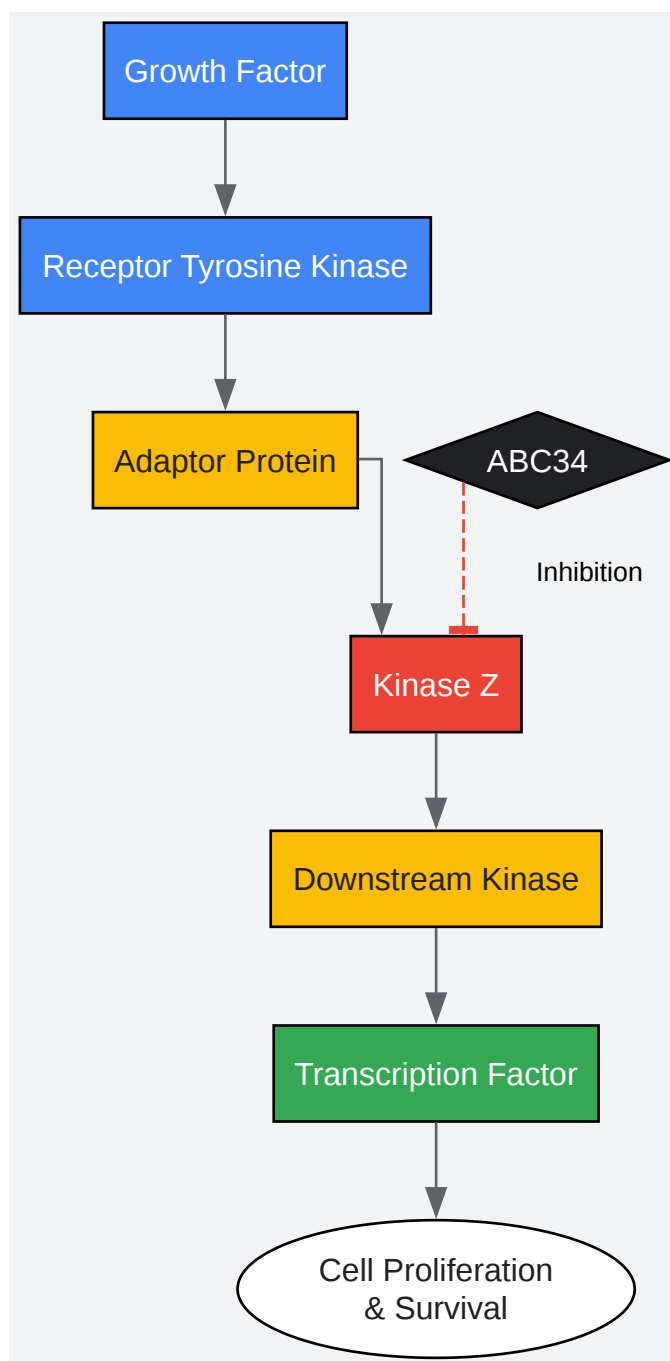 Growth Factor
Receptor Tyrosine Kinase
Adaptor Protein
ABC34
Inhibition
Kinase Z
Downstream Kinase
Transcription Factor
Cell Proliferation
& Survival